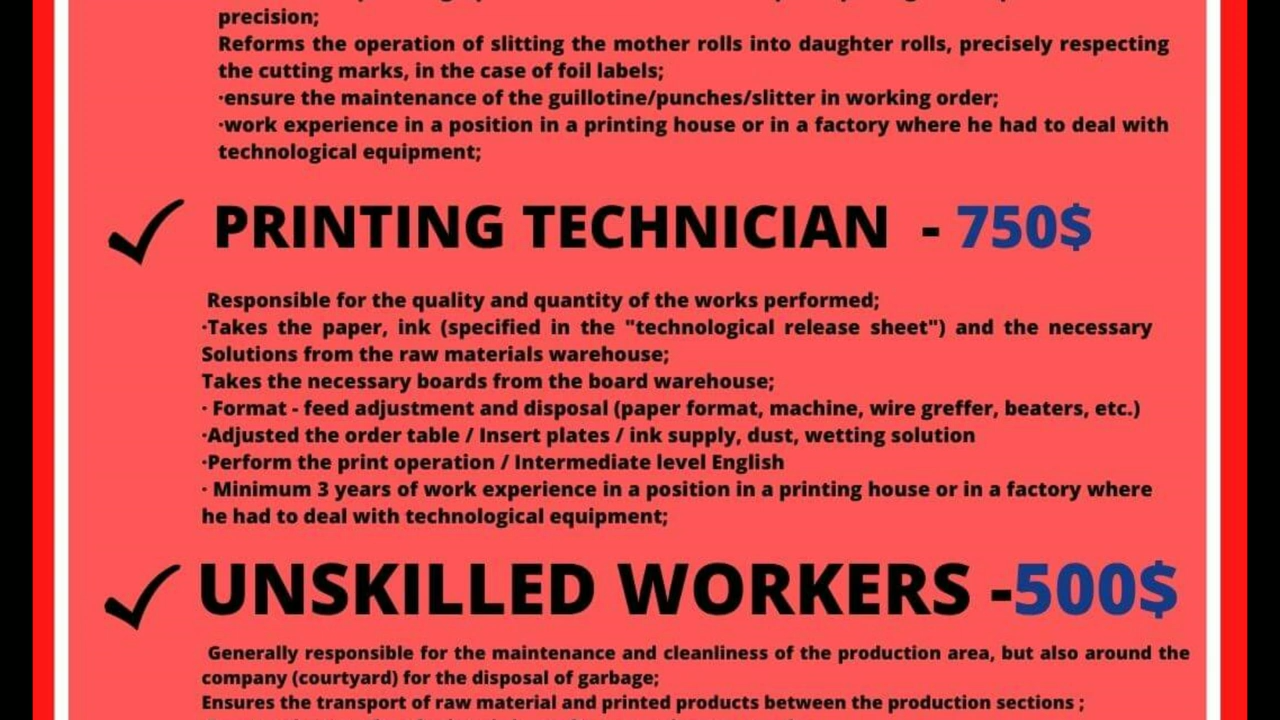 precision;
Reforms the operation of slitting the mother rolls into daughter rolls, precisely respecting
the cutting marks, in the case of foil labels;
·ensure the maintenance of the guillotine/punches/slitter in working order;
·work experience in a position in a printing house or in a factory where he had to deal with
technological equipment;
PRINTING TECHNICIAN - 750$
Responsible for the quality and quantity of the works performed;
·Takes the paper, ink (specified in the "technological release sheet") and the necessary
Solutions from the raw materials warehouse;
Takes the necessary boards from the board warehouse;
· Format - feed adjustment and disposal (paper format, machine, wire greffer, beaters, etc.)
·Adjusted the order table / Insert plates / ink supply, dust, wetting solution
·Perform the print operation / Intermediate level English
· Minimum 3 years of work experience in a position in a printing house or in a factory where
he had to deal with technological equipment;
UNSKILLED WORKERS -500$
Generally responsible for the maintenance and cleanliness of the production area, but also around the
company (courtyard) for the disposal of garbage;
Ensures the transport of raw material and printed products between the production sections ;